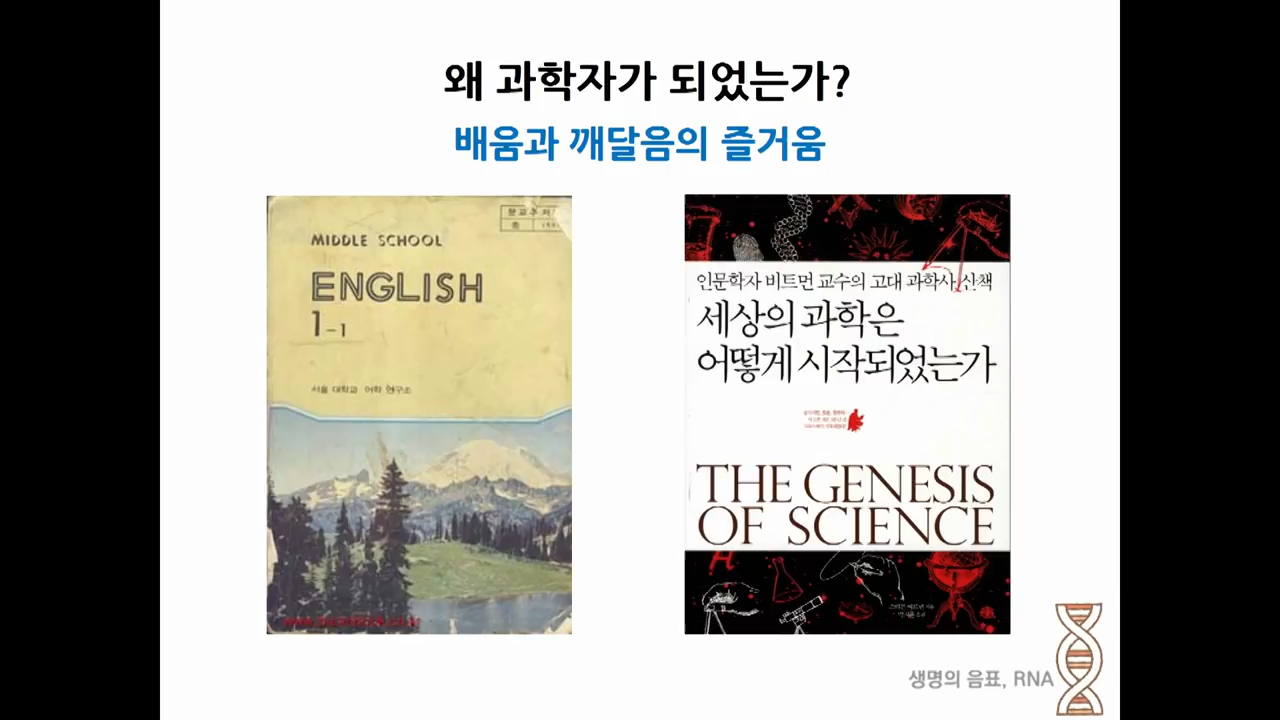 왜 과학자가 되었는가?
배움과 깨달음의 즐거움
MIDDLE SCHOOL
ENGLISH
1-1
서울 대학교 어학 연구소
인문학자 비트먼 교수의 고대 과학사 산책
세상의 과학은
어떻게 시작되었는가
THE GENESIS
OF SCIENCE
생명의 음표, RNA